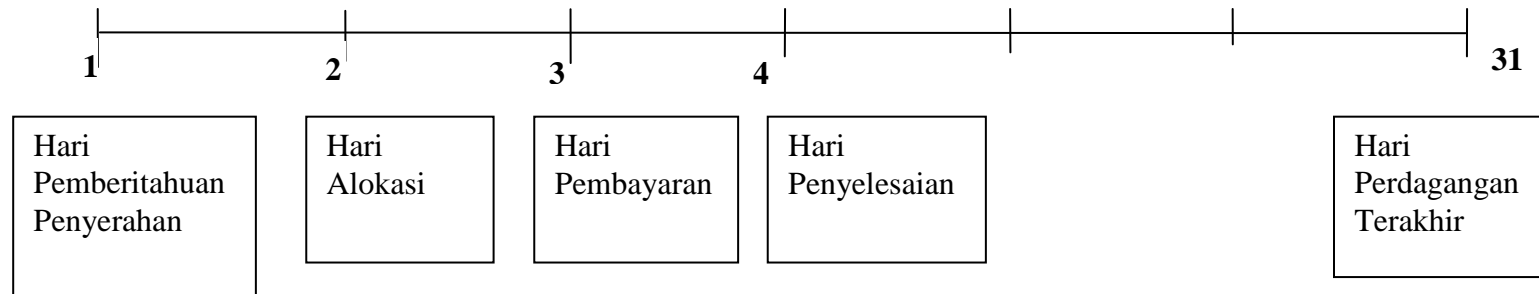 1 2 3 4 31
Hari
Pemberitahuan
Penyerahan
Hari
Alokasi
Hari
Pembayaran
Hari
Penyelesaian
Hari
Perdagangan
Terakhir